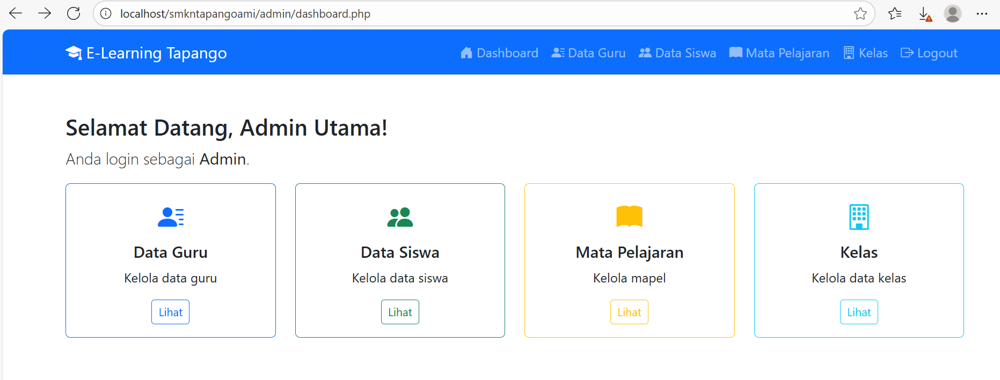 localhost/smkntapangoami/admin/dashboard.php
E-Learning Tapango
Dashboard Data Guru Data Siswa Mata Pelajaran Kelas Logout
Selamat Datang, Admin Utama!
Anda login sebagai Admin.
Data Guru
Kelola data guru
Lihat
Data Siswa
Kelola data siswa
Lihat
Mata Pelajaran
Kelola mapel
Lihat
Kelas
Kelola data kelas
Lihat